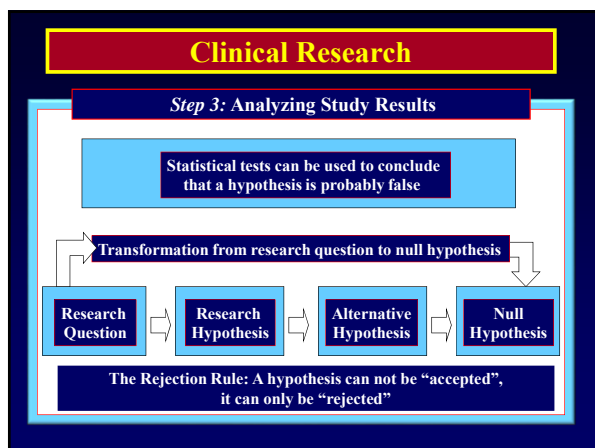 Clinical Research
Step 3: Analyzing Study Results
Statistical tests can be used to conclude
that a hypothesis is probably false
Transformation from research question to null hypothesis
Research
Question
Research
Hypothesis
Alternative
Hypothesis
Null
Hypothesis
The Rejection Rule: A hypothesis can not be “accepted”,
it can only be “rejected”